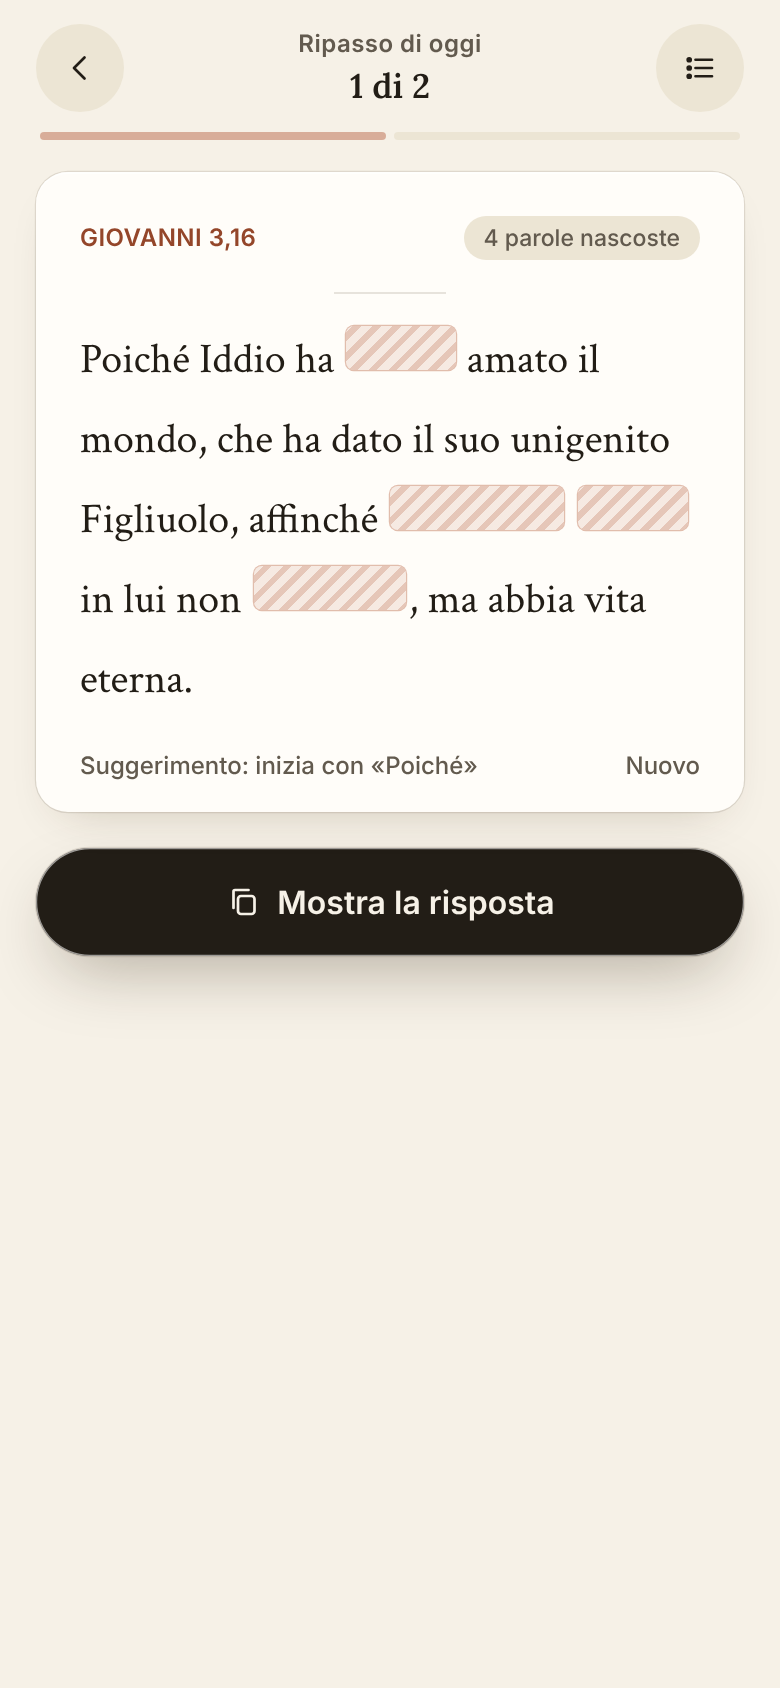 Ripasso di oggi
1 di 2
GIOVANNI 3,16
4 parole nascoste
Poiché Iddio ha amato il
mondo, che ha dato il suo unigenito
Figliuolo, affinché
in lui non , ma abbia vita
eterna.
Suggerimento: inizia con «Poiché»
Nuovo
Mostra la risposta